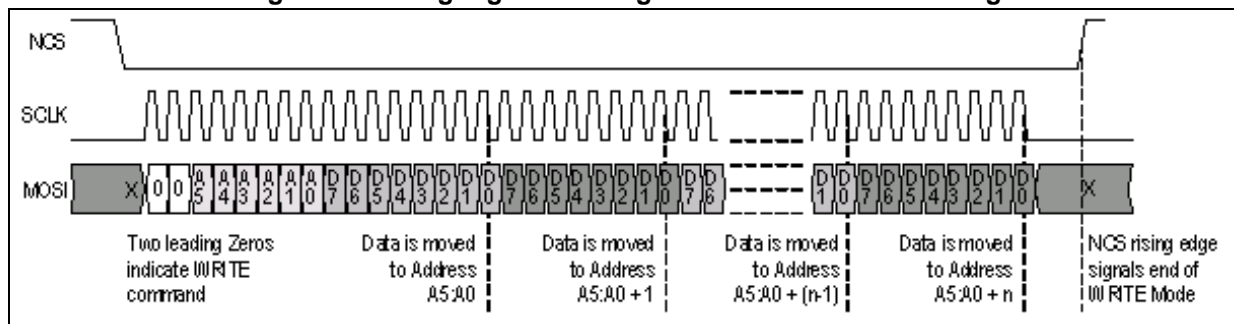 NCS
SCLK
MOSI X 0 0 A5 A4 A3 A2 A1 A0 D7 D6 D5 D4 D3 D2 D1 D0 D7 D6 D5 D4 D3 D2 D1 D0 D7 D6 D1 D0 D7 D6 D5 D4 D3 D2 D1 D0 X
Two leading Zeros
indicate WRITE
command
Data is moved
to Address
A5:A0
Data is moved
to Address
A5:A0 +1
Data is moved
to Address
A5:A0 + (n-1)
Data is moved
to Address
A5:A0 + n
NCS rising edge
signals end of
WRITE Mode